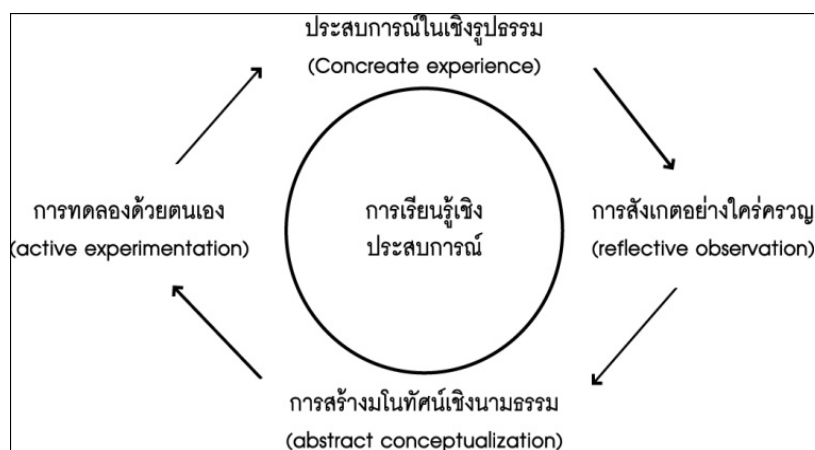 ประสบการณ์ในเชิงรูปธรรม
(Concreate experience)
การทดลองด้วยตนเอง
(active experimentation)
การเรียนรู้เชิง
ประสบการณ์
การสังเกตอย่างใคร่ครวญ
(reflective observation)
การสร้างมโนทัศน์เชิงนามธรรม
(abstract conceptualization)